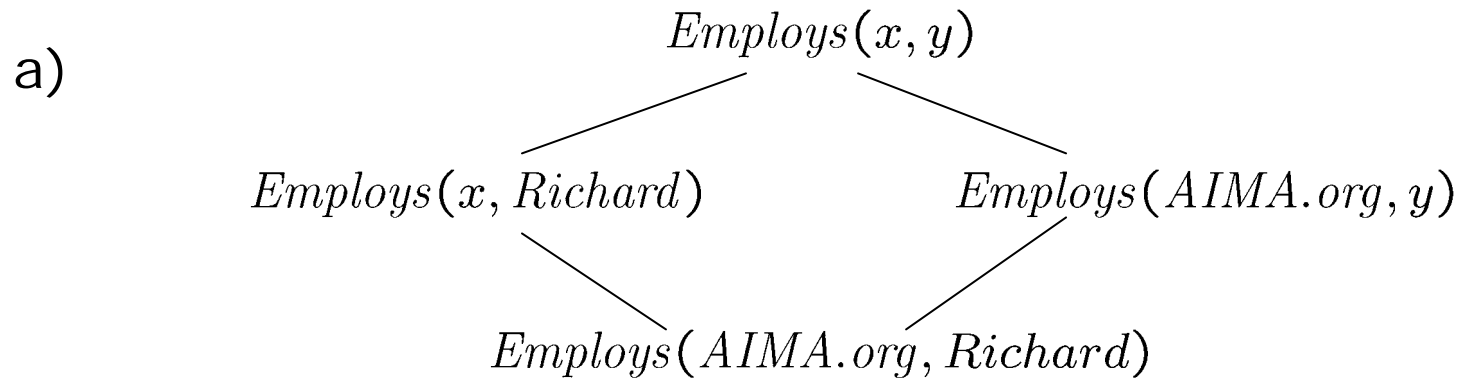 Employs(x, y)
a)
Employs(x, Richard) Employs(AIMA.org, y)
Employs(AIMA.org, Richard)